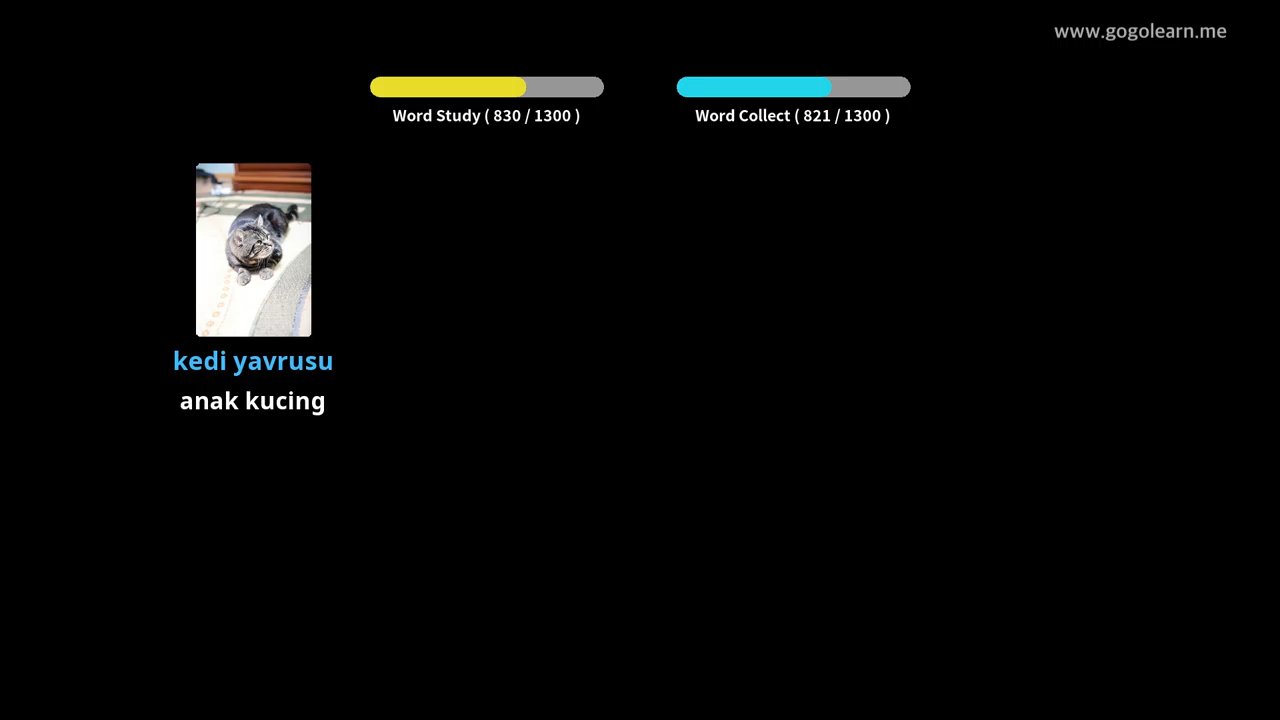 www.gogolearn.me
Word Study ( 830 / 1300 )
Word Collect ( 821 / 1300 )
kedi yavrusu
anak kucing